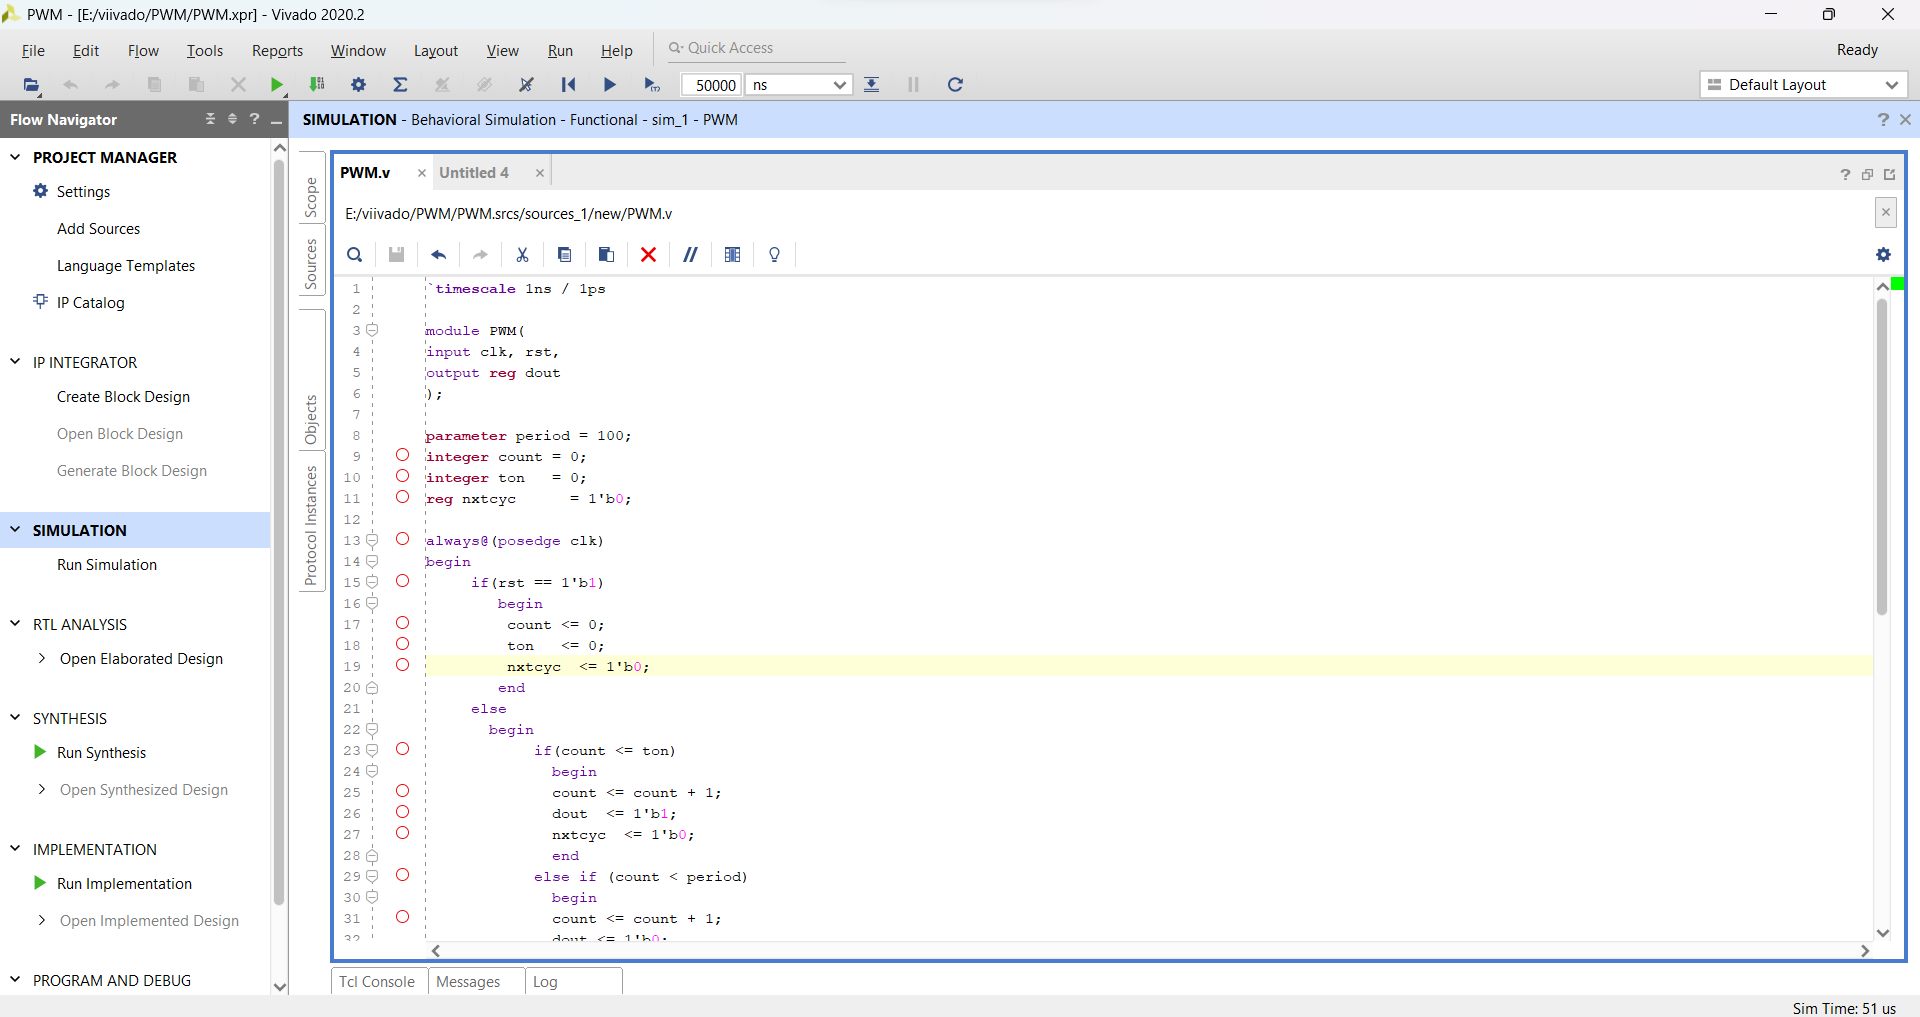 PWM - [E:/viivado/PWM/PWM.xpr] - Vivado 2020.2
File Edit Flow Tools Reports Window Layout View Run Help Quick Access Ready
50000 ns Default Layout
Flow Navigator
SIMULATION - Behavioral Simulation - Functional - sim_1 - PWM
PROJECT MANAGER
Settings
Add Sources
Language Templates
IP Catalog
IP INTEGRATOR
Create Block Design
Open Block Design
Generate Block Design
SIMULATION
Run Simulation
RTL ANALYSIS
Open Elaborated Design
SYNTHESIS
Run Synthesis
Open Synthesized Design
IMPLEMENTATION
Run Implementation
Open Implemented Design
PROGRAM AND DEBUG
Scope
Sources
Objects
Protocol Instances
PWM.v Untitled 4
E:/viivado/PWM/PWM.srcs/sources_1/new/PWM.v
1 `timescale 1ns / 1ps
2
3 module PWM(
4 input clk, rst,
5 output reg dout
6 );
7
8 parameter period = 100;
9 integer count = 0;
10 integer ton   = 0;
11 reg nxtcyc      = 1'b0;
12
13 always@(posedge clk)
14 begin
15 if(rst == 1'b1)
16 begin
17 count <= 0;
18 ton   <= 0;
19 nxtcyc  <= 1'b0;
20 end
21 else
22 begin
23 if(count <= ton)
24 begin
25 count <= count + 1;
26 dout  <= 1'b1;
27 nxtcyc  <= 1'b0;
28 end
29 else if (count < period)
30 begin
31 count <= count + 1;
32 dout <= 1'b0;
Tcl Console Messages Log
Sim Time: 51 us